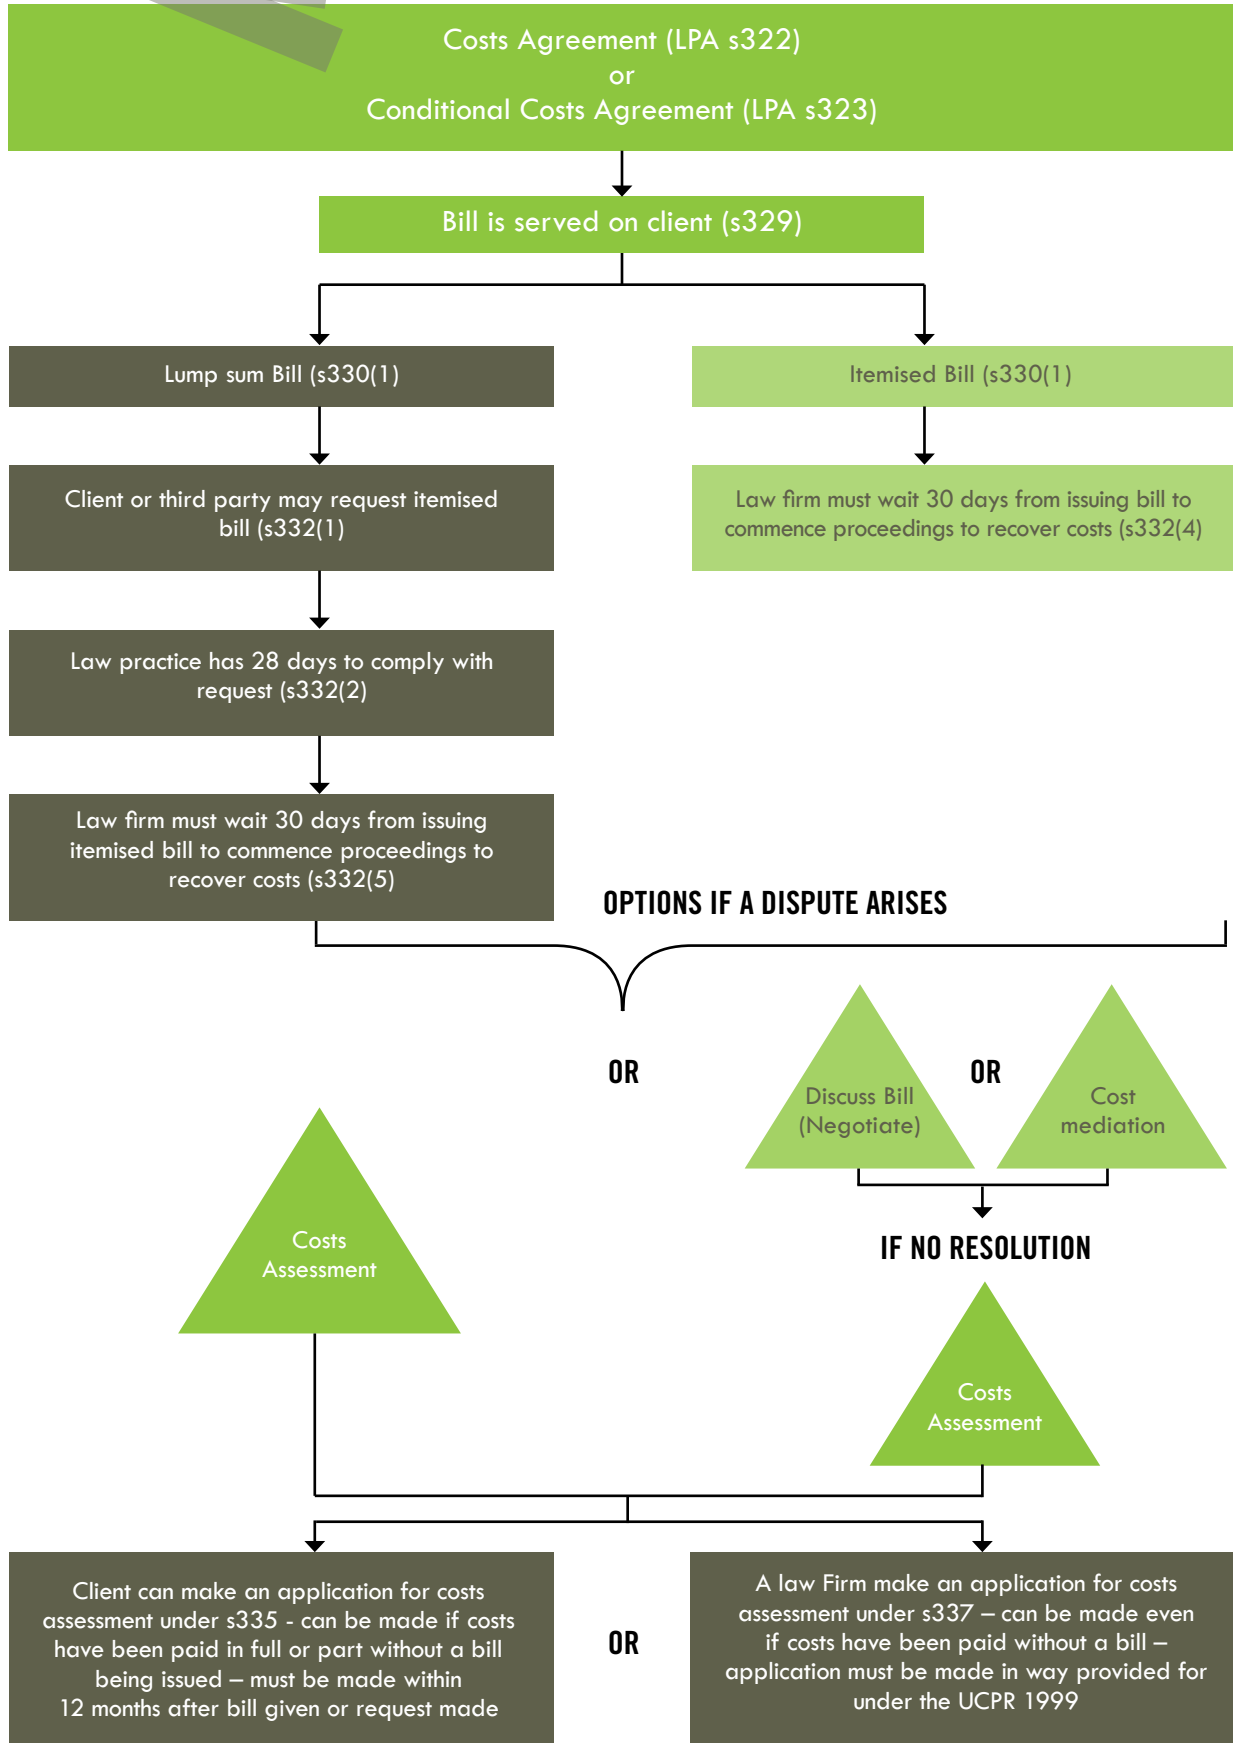 Costs Agreement (LPA s322)
or
Conditional Costs Agreement (LPA s323)
Bill is served on client (s329)
Lump sum Bill (s330(1)
Itemised Bill (s330(1)
Client or third party may request itemised
bill (s332(1)
Law firm must wait 30 days from issuing bill to
commence proceedings to recover costs (s332(4)
Law practice has 28 days to comply with
request (s332(2)
Law firm must wait 30 days from issuing
itemised bill to commence proceedings to
recover costs (s332(5)
OPTIONS IF A DISPUTE ARISES
OR
Discuss Bill
(Negotiate)
OR
Cost
mediation
Costs
Assessment
IF NO RESOLUTION
Costs
Assessment
Client can make an application for costs
assessment under s335 - can be made if costs
have been paid in full or part without a bill
being issued – must be made within
12 months after bill given or request made
OR
A law Firm make an application for costs
assessment under s337 – can be made even
if costs have been paid without a bill –
application must be made in way provided for
under the UCPR 1999